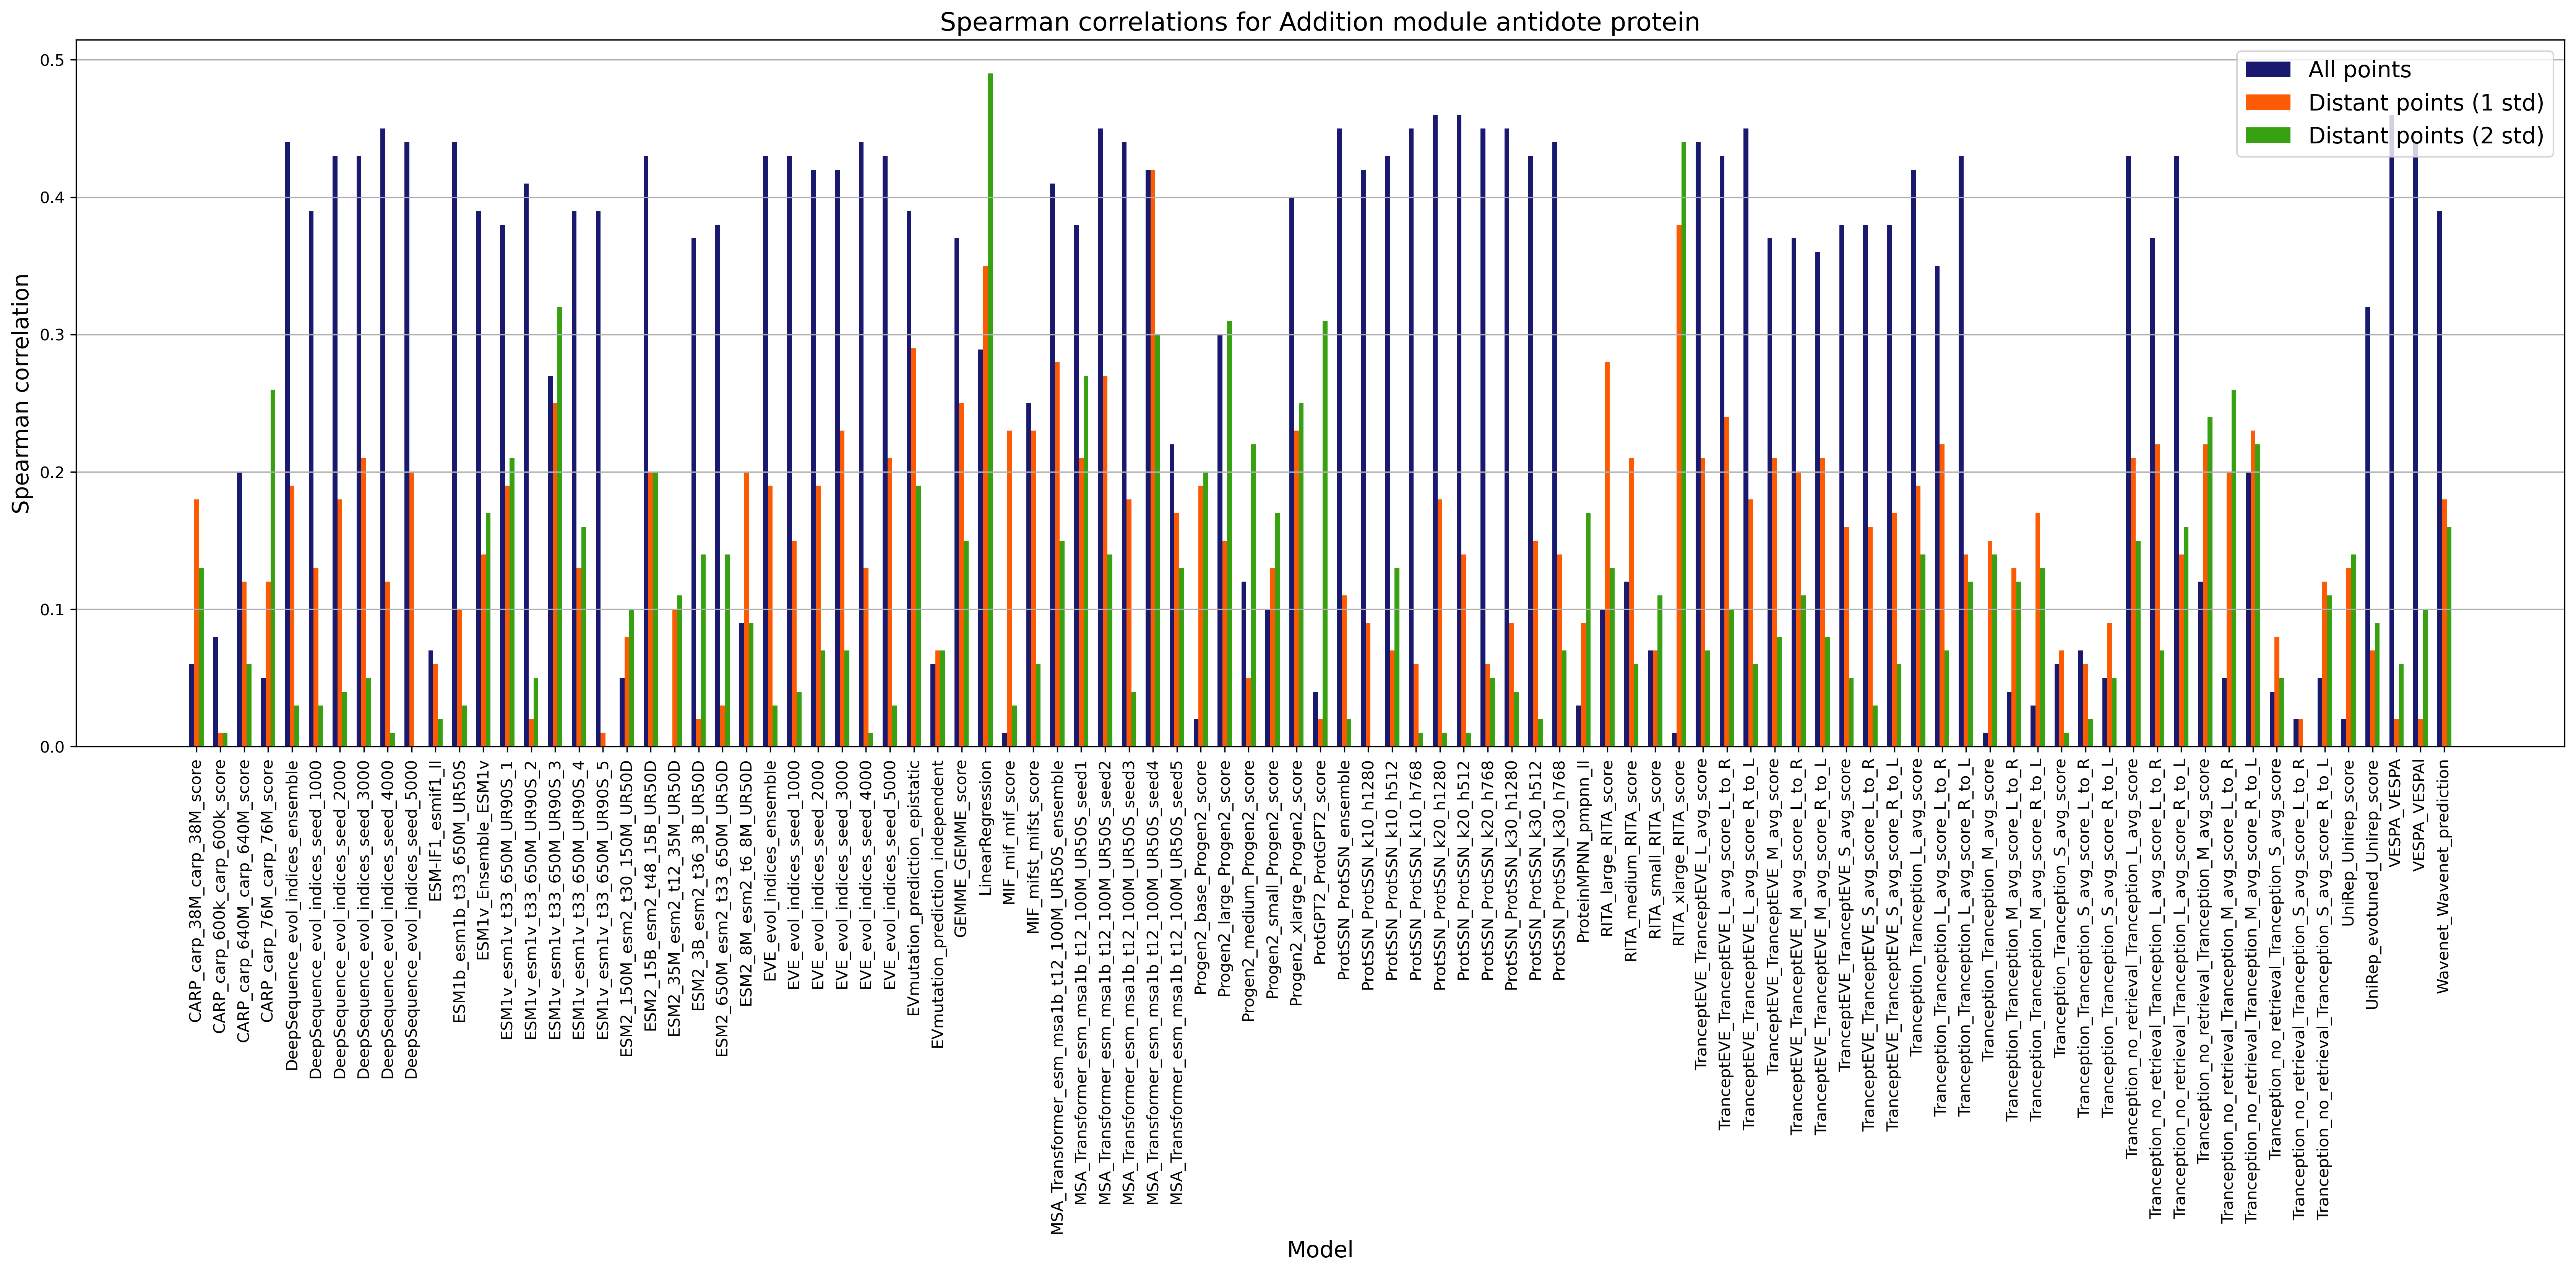 Spearman correlations for Addition module antidote protein
Spearman correlation
0.5
0.4
0.3
0.2
0.1
0.0
All points
Distant points (1 std)
Distant points (2 std)
CARP_carp_38M_carp_38M_score
CARP_carp_600k_carp_600k_score
CARP_carp_640M_carp_640M_score
CARP_carp_76M_carp_76M_score
DeepSequence_evol_indices_ensemble
DeepSequence_evol_indices_seed_1000
DeepSequence_evol_indices_seed_2000
DeepSequence_evol_indices_seed_3000
DeepSequence_evol_indices_seed_4000
DeepSequence_evol_indices_seed_5000
ESM-IF1_esmif1_ll
ESM1b_esm1b_t33_650M_UR50S
ESM1v_Ensemble_ESM1v
ESM1v_esm1v_t33_650M_UR90S_1
ESM1v_esm1v_t33_650M_UR90S_2
ESM1v_esm1v_t33_650M_UR90S_3
ESM1v_esm1v_t33_650M_UR90S_4
ESM1v_esm1v_t33_650M_UR90S_5
ESM2_150M_esm2_t30_150M_UR50D
ESM2_15B_esm2_t48_15B_UR50D
ESM2_35M_esm2_t12_35M_UR50D
ESM2_3B_esm2_t36_3B_UR50D
ESM2_650M_esm2_t33_650M_UR50D
ESM2_8M_esm2_t6_8M_UR50D
EVE_evol_indices_ensemble
EVE_evol_indices_seed_1000
EVE_evol_indices_seed_2000
EVE_evol_indices_seed_3000
EVE_evol_indices_seed_4000
EVE_evol_indices_seed_5000
EVmutation_prediction_epistatic
EVmutation_prediction_independent
GEMME_GEMME_score
LinearRegression
MIF_mif_mif_score
MIF_mifst_mifst_score
MSA_Transformer_esm_msa1b_t12_100M_UR50S_ensemble
MSA_Transformer_esm_msa1b_t12_100M_UR50S_seed1
MSA_Transformer_esm_msa1b_t12_100M_UR50S_seed2
MSA_Transformer_esm_msa1b_t12_100M_UR50S_seed3
MSA_Transformer_esm_msa1b_t12_100M_UR50S_seed4
MSA_Transformer_esm_msa1b_t12_100M_UR50S_seed5
Progen2_base_Progen2_score
Progen2_large_Progen2_score
Progen2_medium_Progen2_score
Progen2_small_Progen2_score
Progen2_xlarge_Progen2_score
ProtGPT2_ProtGPT2_score
ProtSSN_ProtSSN_ensemble
ProtSSN_ProtSSN_k10_h1280
ProtSSN_ProtSSN_k10_h512
ProtSSN_ProtSSN_k10_h768
ProtSSN_ProtSSN_k20_h1280
ProtSSN_ProtSSN_k20_h512
ProtSSN_ProtSSN_k20_h768
ProtSSN_ProtSSN_k30_h1280
ProtSSN_ProtSSN_k30_h512
ProtSSN_ProtSSN_k30_h768
ProteinMPNN_pmpnn_ll
RITA_large_RITA_score
RITA_medium_RITA_score
RITA_small_RITA_score
RITA_xlarge_RITA_score
TranceptEVE_TranceptEVE_L_avg_score
TranceptEVE_TranceptEVE_L_avg_score_L_to_R
TranceptEVE_TranceptEVE_L_avg_score_R_to_L
TranceptEVE_TranceptEVE_M_avg_score
TranceptEVE_TranceptEVE_M_avg_score_L_to_R
TranceptEVE_TranceptEVE_M_avg_score_R_to_L
TranceptEVE_TranceptEVE_S_avg_score
TranceptEVE_TranceptEVE_S_avg_score_L_to_R
TranceptEVE_TranceptEVE_S_avg_score_R_to_L
Tranception_Tranception_L_avg_score
Tranception_Tranception_L_avg_score_L_to_R
Tranception_Tranception_L_avg_score_R_to_L
Tranception_Tranception_M_avg_score
Tranception_Tranception_M_avg_score_L_to_R
Tranception_Tranception_M_avg_score_R_to_L
Tranception_Tranception_S_avg_score
Tranception_Tranception_S_avg_score_L_to_R
Tranception_Tranception_S_avg_score_R_to_L
Tranception_no_retrieval_Tranception_L_avg_score
Tranception_no_retrieval_Tranception_L_avg_score_L_to_R
Tranception_no_retrieval_Tranception_L_avg_score_R_to_L
Tranception_no_retrieval_Tranception_M_avg_score
Tranception_no_retrieval_Tranception_M_avg_score_L_to_R
Tranception_no_retrieval_Tranception_M_avg_score_R_to_L
Tranception_no_retrieval_Tranception_S_avg_score
Tranception_no_retrieval_Tranception_S_avg_score_L_to_R
Tranception_no_retrieval_Tranception_S_avg_score_R_to_L
UniRep_Unirep_score
UniRep_evotuned_Unirep_score
VESPA_VESPA
VESPA_VESPAl
Wavenet_Wavenet_prediction
Model